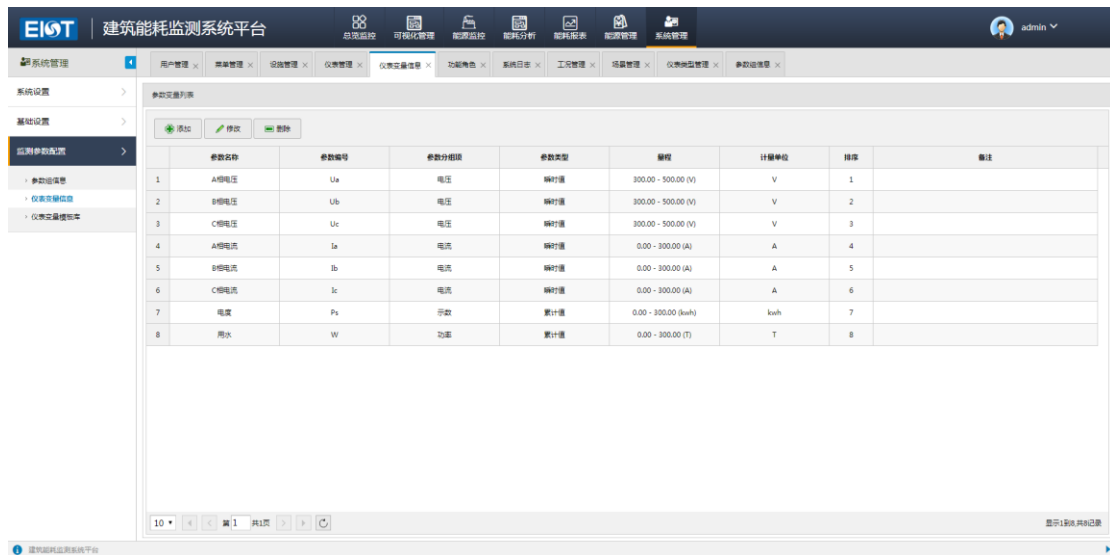 EIOT 建筑能耗监测系统平台 总览监控 可视化管理 能源监控 能耗分析 能耗报表 能源管理 系统管理 admin
系统管理 用户管理 菜单管理 设施管理 仪表管理 仪表变量信息 功能角色 系统日志 工况管理 场景管理 仪表类型管理 参数组信息
系统设置
基础设置
监测参数配置
参数组信息
仪表变量信息
仪表变量模板库
参数变量列表
添加 修改 删除
参数名称 参数编号 参数分组项 参数类型 量程 计量单位 排序 备注
1 A相电压 Ua 电压 瞬时值 300.00 - 500.00 (V) V 1
2 B相电压 Ub 电压 瞬时值 300.00 - 500.00 (V) V 2
3 C相电压 Uc 电压 瞬时值 300.00 - 500.00 (V) V 3
4 A相电流 Ia 电流 瞬时值 0.00 - 300.00 (A) A 4
5 B相电流 Ib 电流 瞬时值 0.00 - 300.00 (A) A 5
6 C相电流 Ic 电流 瞬时值 0.00 - 300.00 (A) A 6
7 电度 Ps 示数 累计值 0.00 - 300.00 (kwh) kwh 7
8 用水 W 功率 累计值 0.00 - 300.00 (T) T 8
10 第 1 共1页 显示1到8,共8记录
建筑能耗监测系统平台